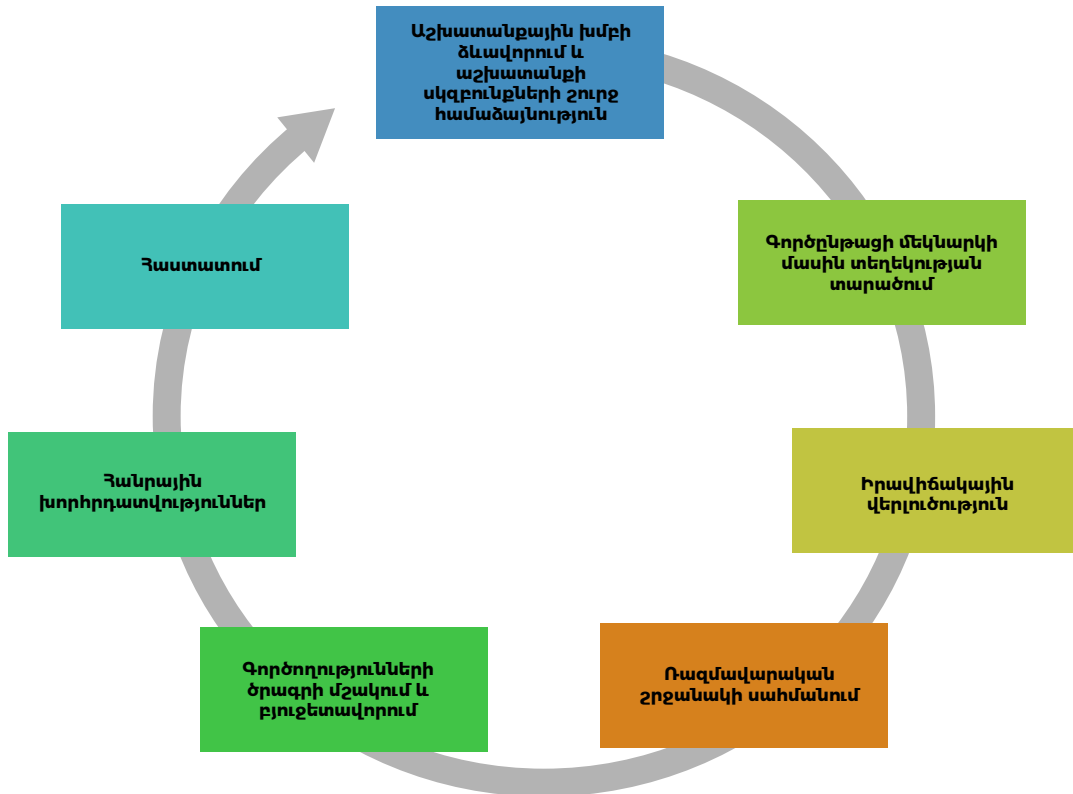 Աշխատանքային խմբի
ձևավորում և
աշխատանքի
սկզբունքների շուրջ
համաձայնություն
Գործընթացի մեկնարկի
մասին տեղեկության
տարածում
Իրավիճակային
վերլուծություն
Ռազմավարական
շրջանակի սահմանում
Գործողությունների
ծրագրի մշակում և
բյուջետավորում
Հանրային
խորհրդատվություններ
Հաստատում